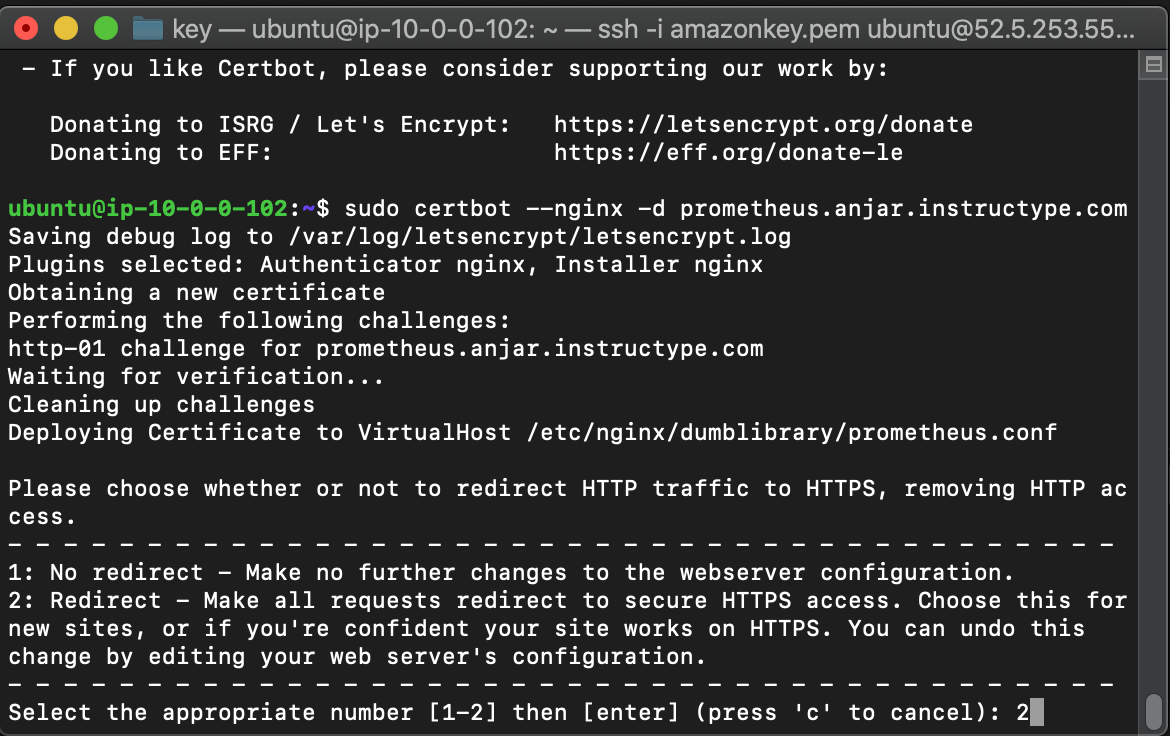 key — ubuntu@ip-10-0-0-102: ~ — ssh -i amazonkey.pem ubuntu@52.5.253.55...
- If you like Certbot, please consider supporting our work by:
Donating to ISRG / Let's Encrypt:   https://letsencrypt.org/donate
Donating to EFF:                    https://eff.org/donate-le
ubuntu@ip-10-0-0-102:~$ sudo certbot --nginx -d prometheus.anjar.instructype.com
Saving debug log to /var/log/letsencrypt/letsencrypt.log
Plugins selected: Authenticator nginx, Installer nginx
Obtaining a new certificate
Performing the following challenges:
http-01 challenge for prometheus.anjar.instructype.com
Waiting for verification...
Cleaning up challenges
Deploying Certificate to VirtualHost /etc/nginx/dumblibrary/prometheus.conf
Please choose whether or not to redirect HTTP traffic to HTTPS, removing HTTP ac
cess.
- - - - - - - - - - - - - - - - - - - - - - - - - - - - - - - - - - - - - - - -
1: No redirect - Make no further changes to the webserver configuration.
2: Redirect - Make all requests redirect to secure HTTPS access. Choose this for
new sites, or if you're confident your site works on HTTPS. You can undo this
change by editing your web server's configuration.
- - - - - - - - - - - - - - - - - - - - - - - - - - - - - - - - - - - - - - - -
Select the appropriate number [1-2] then [enter] (press 'c' to cancel): 2